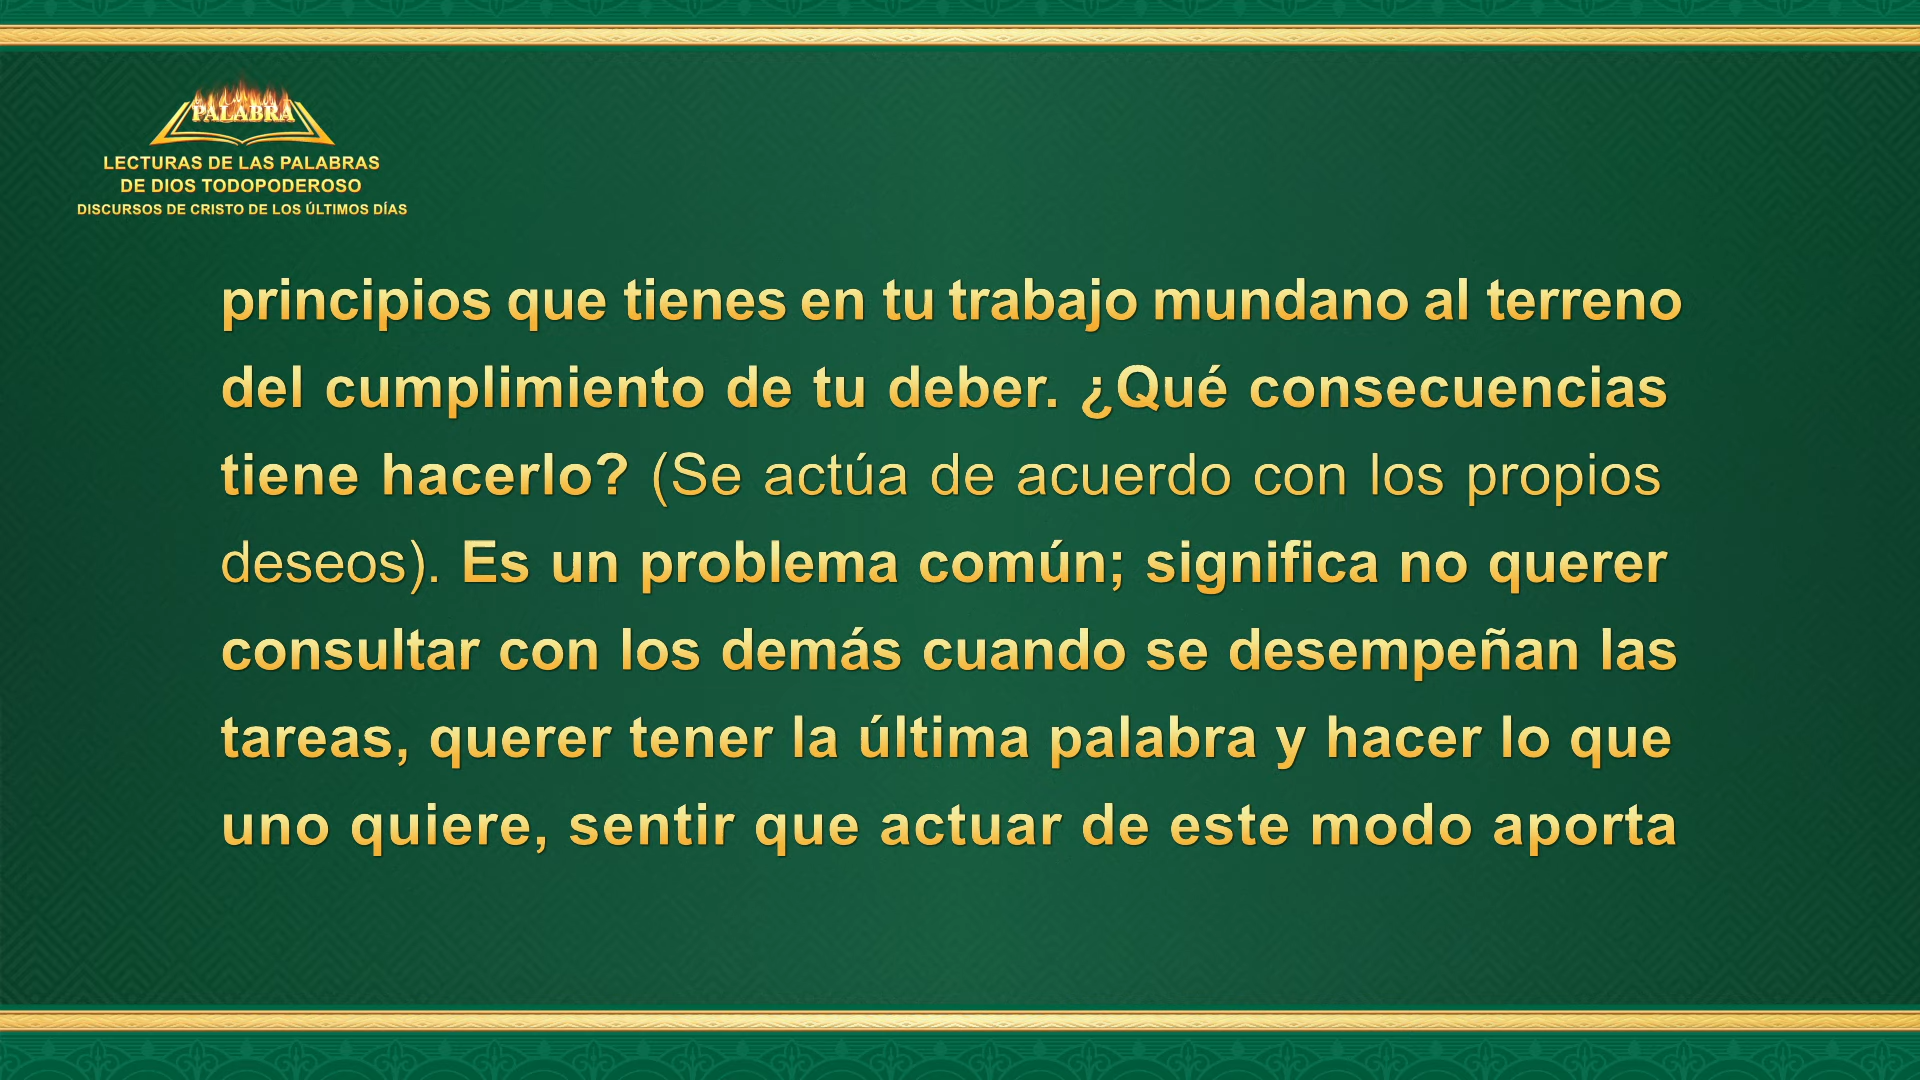 PALABRA
LECTURAS DE LAS PALABRAS
DE DIOS TODOPODEROSO
DISCURSOS DE CRISTO DE LOS ÚLTIMOS DÍAS
principios que tienes en tu trabajo mundano al terreno
del cumplimiento de tu deber. ¿Qué consecuencias
tiene hacerlo? (Se actúa de acuerdo con los propios
deseos). Es un problema común; significa no querer
consultar con los demás cuando se desempeñan las
tareas, querer tener la última palabra y hacer lo que
uno quiere, sentir que actuar de este modo aporta